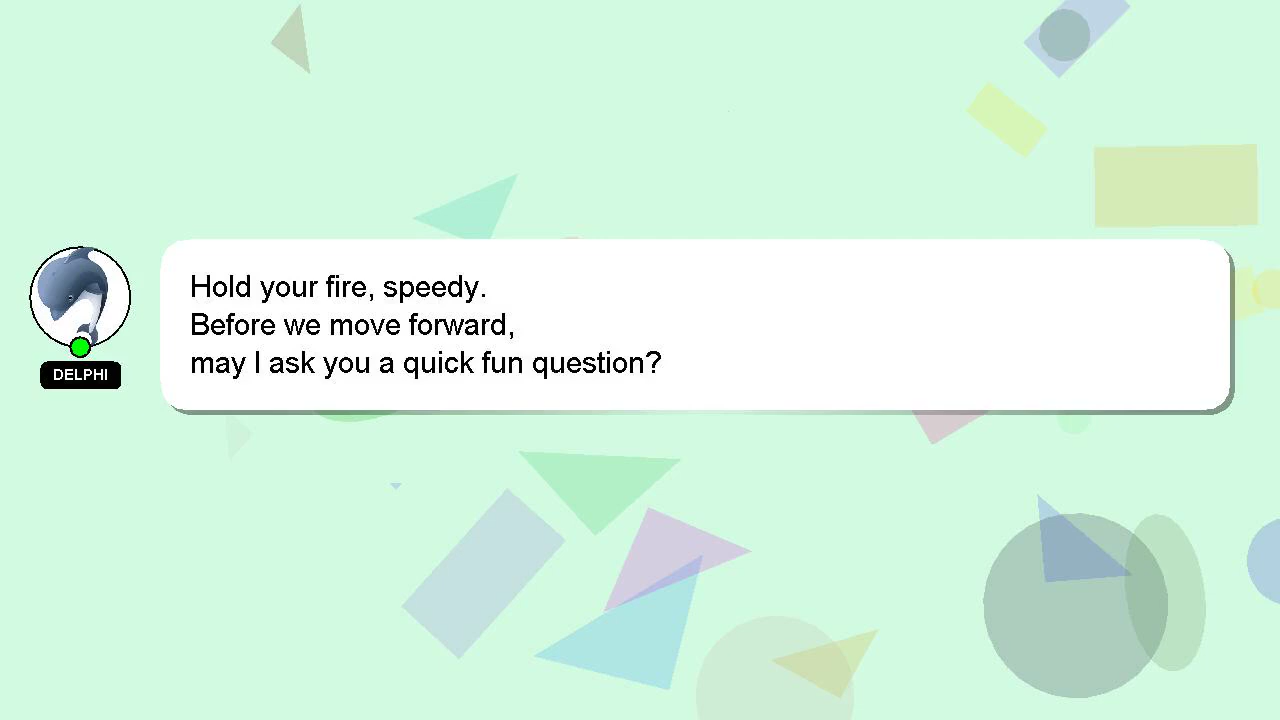 Hold your fire, speedy.
Before we move forward,
may I ask you a quick fun question?
DELPHI